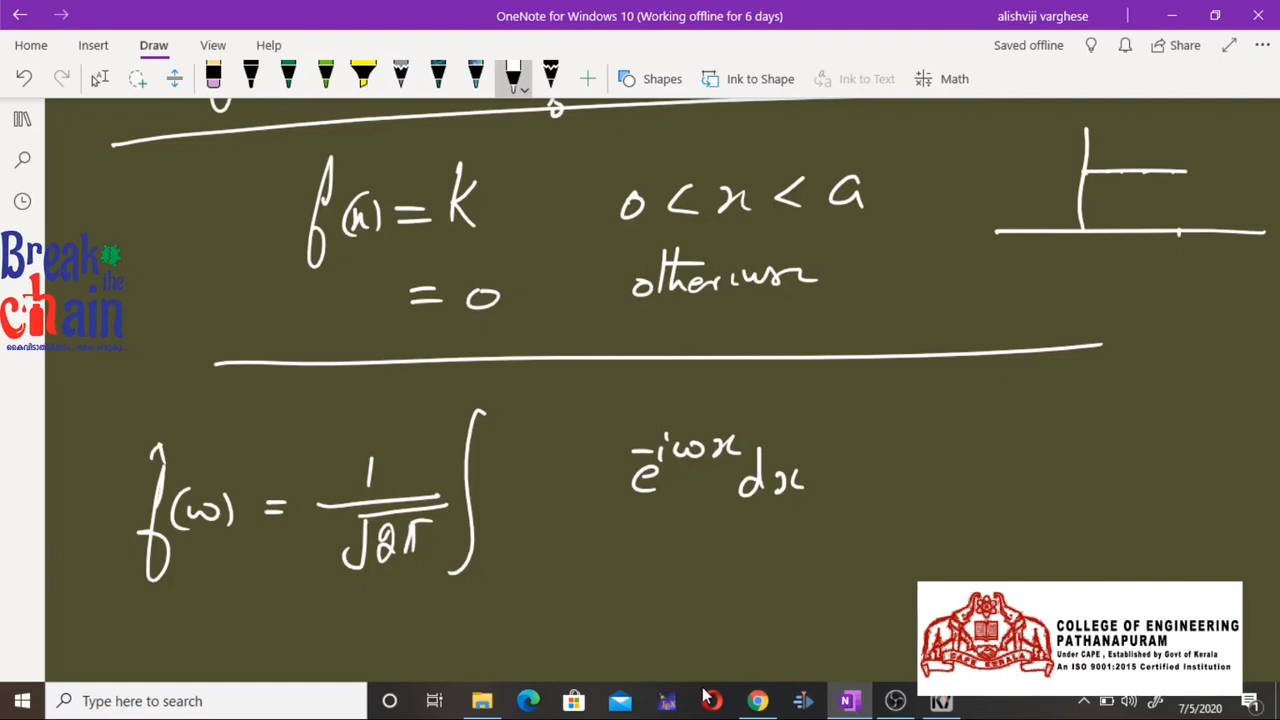 OneNote for Windows 10 (Working offline for 6 days)
alishviji varghese
Home Insert Draw View Help
Saved offline
Share
Shapes
Ink to Shape
Ink to Text
Math
f(x) = k 0 < x < a
= 0 otherwise
Break
the
chain
f̂(ω) = 1/√2π ∫ e^-iωx dx
COLLEGE OF ENGINEERING
PATHANAPURAM
Under CAPE , Established by Govt of Kerala
An ISO 9001:2015 Certified Institution
CAPE KERALA
Type here to search
7/5/2020